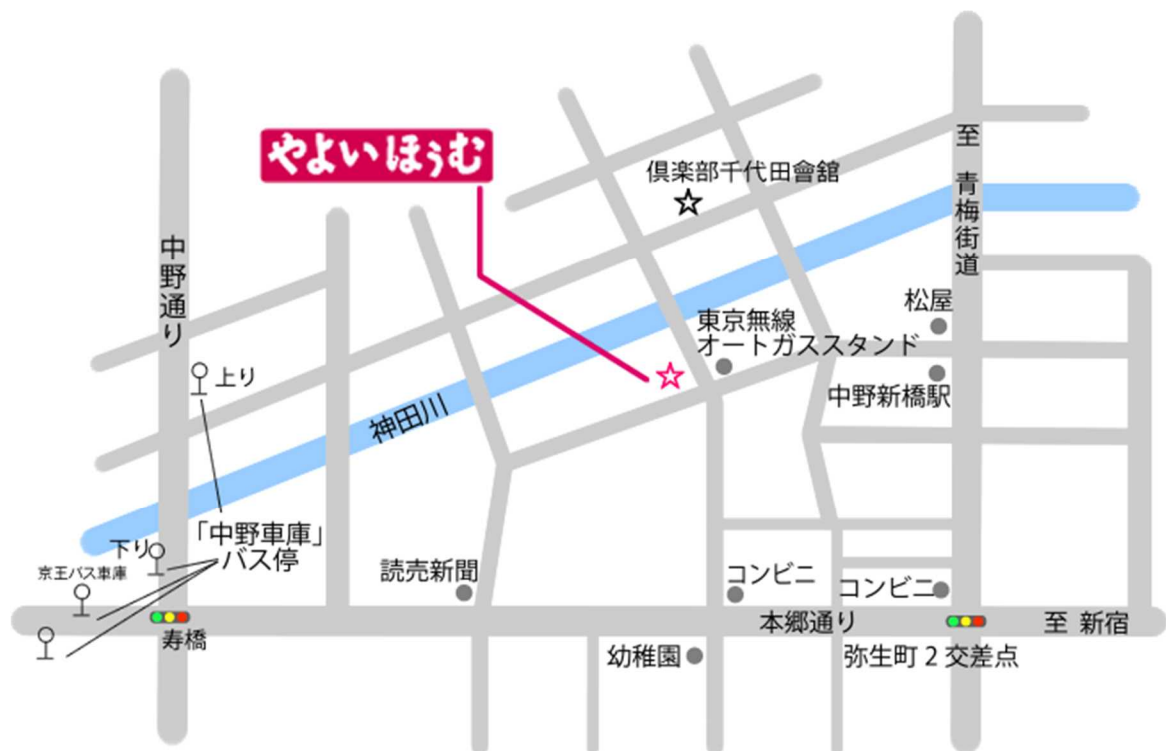 やよいほぅむ
倶楽部千代田會舘
至 青梅街道
中野通り
松屋
東京無線
オートガススタンド
上り
中野新橋駅
神田川
「中野車庫」
バス停
下り
京王バス車庫
読売新聞
コンビニ
コンビニ
本郷通り
至 新宿
寿橋
幼稚園
弥生町2交差点